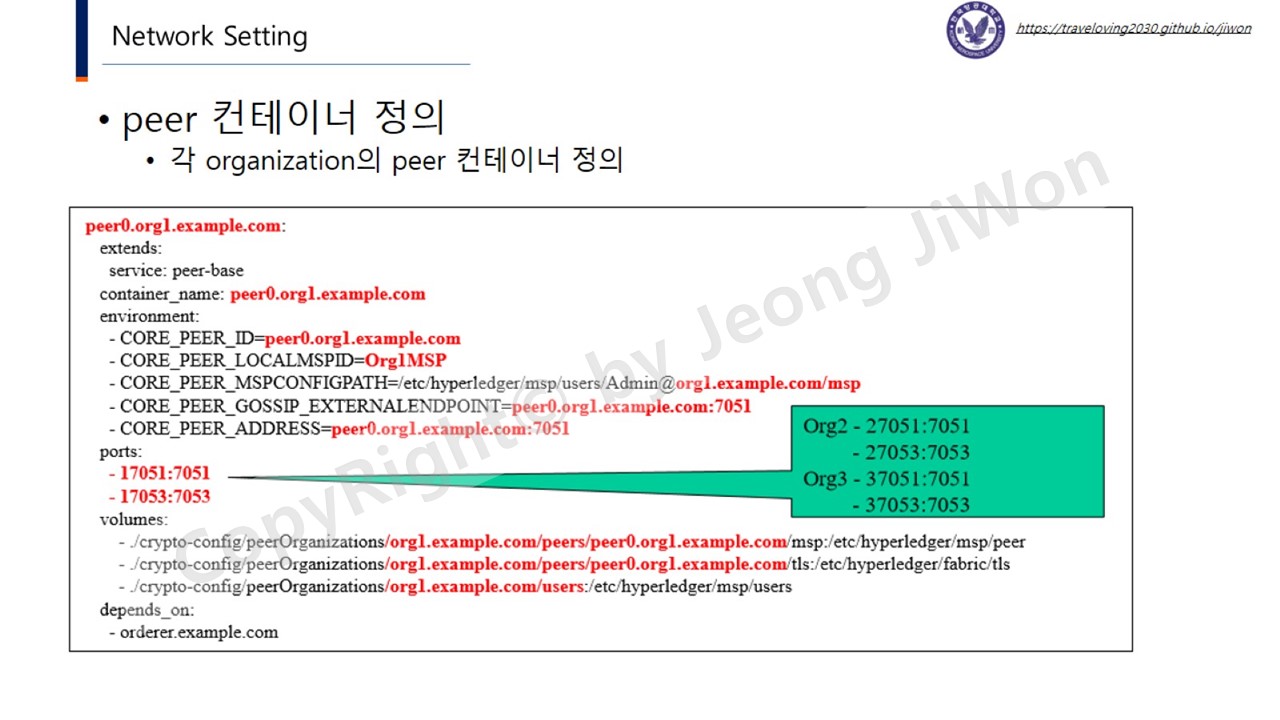 Network Setting
https://traveloving2030.github.io/jiwon
• peer 컨테이너 정의
• 각 organization의 peer 컨테이너 정의
peer0.org1.example.com:
extends:
service: peer-base
container_name: peer0.org1.example.com
environment:
- CORE_PEER_ID=peer0.org1.example.com
- CORE_PEER_LOCALMSPID=Org1MSP
- CORE_PEER_MSPCONFIGPATH=/etc/hyperledger/msp/users/Admin@org1.example.com/msp
- CORE_PEER_GOSSIP_EXTERNALENDPOINT=peer0.org1.example.com:7051
- CORE_PEER_ADDRESS=peer0.org1.example.com:7051
ports:
- 17051:7051
- 17053:7053
Org2 - 27051:7051
- 27053:7053
Org3 - 37051:7051
- 37053:7053
volumes:
- ./crypto-config/peerOrganizations/org1.example.com/peers/peer0.org1.example.com/msp:/etc/hyperledger/msp/peer
- ./crypto-config/peerOrganizations/org1.example.com/peers/peer0.org1.example.com/tls:/etc/hyperledger/fabric/tls
- ./crypto-config/peerOrganizations/org1.example.com/users:/etc/hyperledger/msp/users
depends_on:
- orderer.example.com
CopyRight© by Jeong JiWon